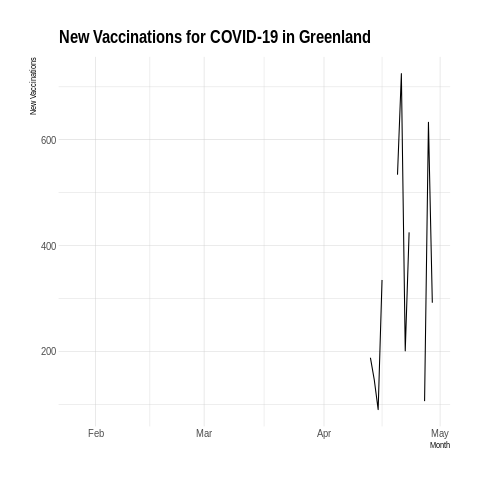 New Vaccinations for COVID-19 in Greenland
New Vaccinations
600
400
200
Feb Mar Apr May
Month